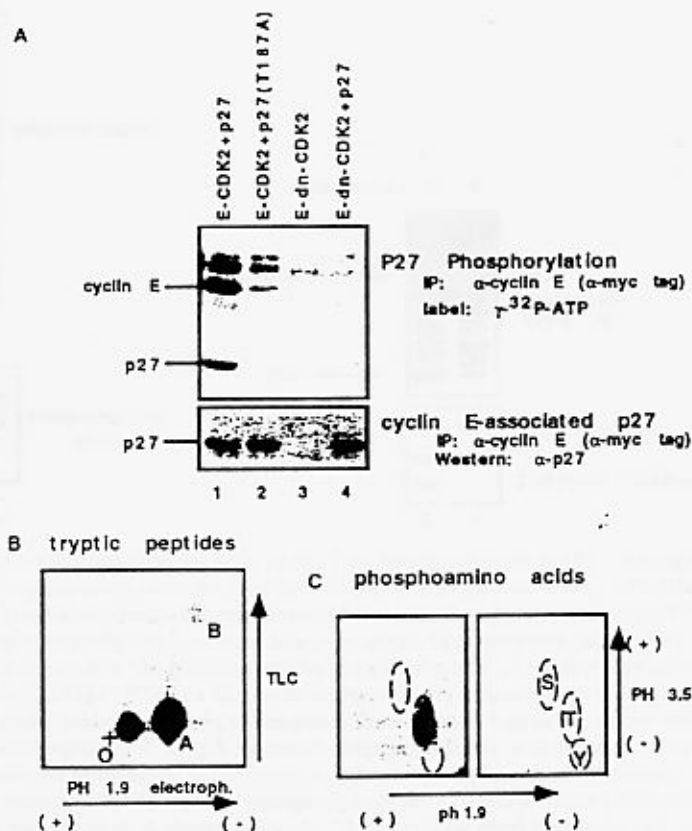 A
E-CDK2+p27
E-CDK2+p27(T187A)
E-dn-CDK2
E-dn-CDK2+p27
cyclin E
p27
P27 Phosphorylation
IP: α-cyclin E (α-myc tag)
label: γ32P-ATP
p27
cyclin E-associated p27
IP: α-cyclin E (α-myc tag)
Western: α-p27
1 2 3 4
B tryptic peptides
B
A
O
TLC
PH 1.9 electroph.
(+) (-)
C phosphoamino acids
S
T
Y
(+)
PH 3.5
(-)
ph 1.9
(+) (-)